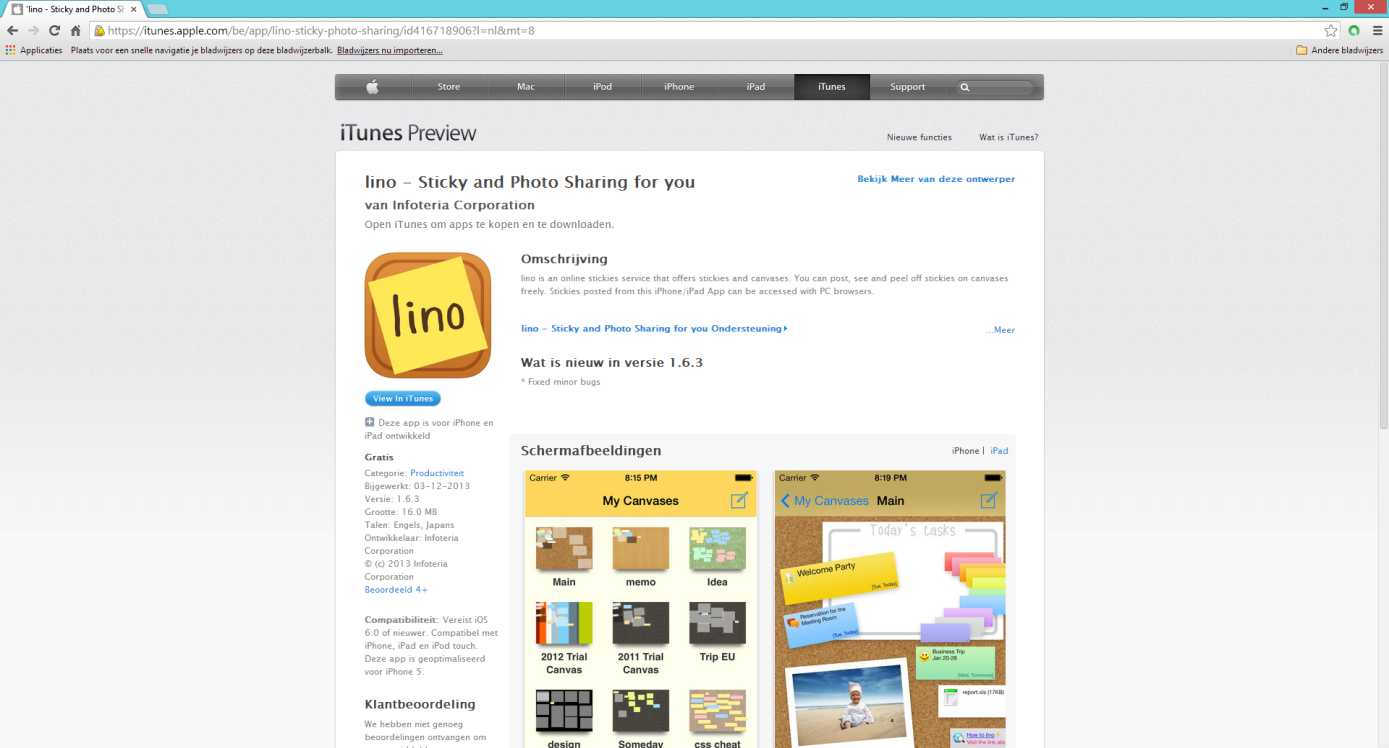 'lino - Sticky and Photo Sh
https://itunes.apple.com/be/app/lino-sticky-photo-sharing/id416718906?l=nl&mt=8
Applicaties Plaats voor een snelle navigatie je bladwijzers op deze bladwijzerbalk. Bladwijzers nu importeren... Andere bladwijzers
Store Mac iPod iPhone iPad iTunes Support
iTunes Preview
Nieuwe functies Wat is iTunes?
lino - Sticky and Photo Sharing for you
Bekijk Meer van deze ontwerper
van Infoteria Corporation
Open iTunes om apps te kopen en te downloaden.
lino
View In iTunes
Deze app is voor iPhone en
iPad ontwikkeld
Gratis
Categorie: Productiviteit
Bijgewerkt: 03-12-2013
Versie: 1.6.3
Grootte: 16.0 MB
Talen: Engels, Japans
Ontwikkelaar: Infoteria
Corporation
© (c) 2013 Infoteria
Corporation
Beoordeeld 4+
Compatibiliteit: Vereist iOS
6.0 of nieuwer. Compatibel met
iPhone, iPad en iPod touch.
Deze app is geoptimaliseerd
voor iPhone 5.
Klantbeoordeling
We hebben niet genoeg
beoordelingen ontvangen om
Omschrijving
lino is an online stickies service that offers stickies and canvases. You can post, see and peel off stickies on canvases
freely. Stickies posted from this iPhone/iPad App can be accessed with PC browsers.
lino - Sticky and Photo Sharing for you Ondersteuning
...Meer
Wat is nieuw in versie 1.6.3
* Fixed minor bugs
Schermafbeeldingen
iPhone | iPad
Carrier 8:15 PM
My Canvases
Main memo Idea
2012 Trial Canvas
2011 Trial Canvas
Trip EU
design Someday css cheat
Carrier 8:19 PM
My Canvases Main
Today's tasks
Welcome Party
[Tue, Today]
Reservation for the
Meeting Room
[Tue, Today]
Business Trip
Jan 20-28
[Wed, Tomorrow]
report.xls (17KB)
How to lino
Visit the link abo